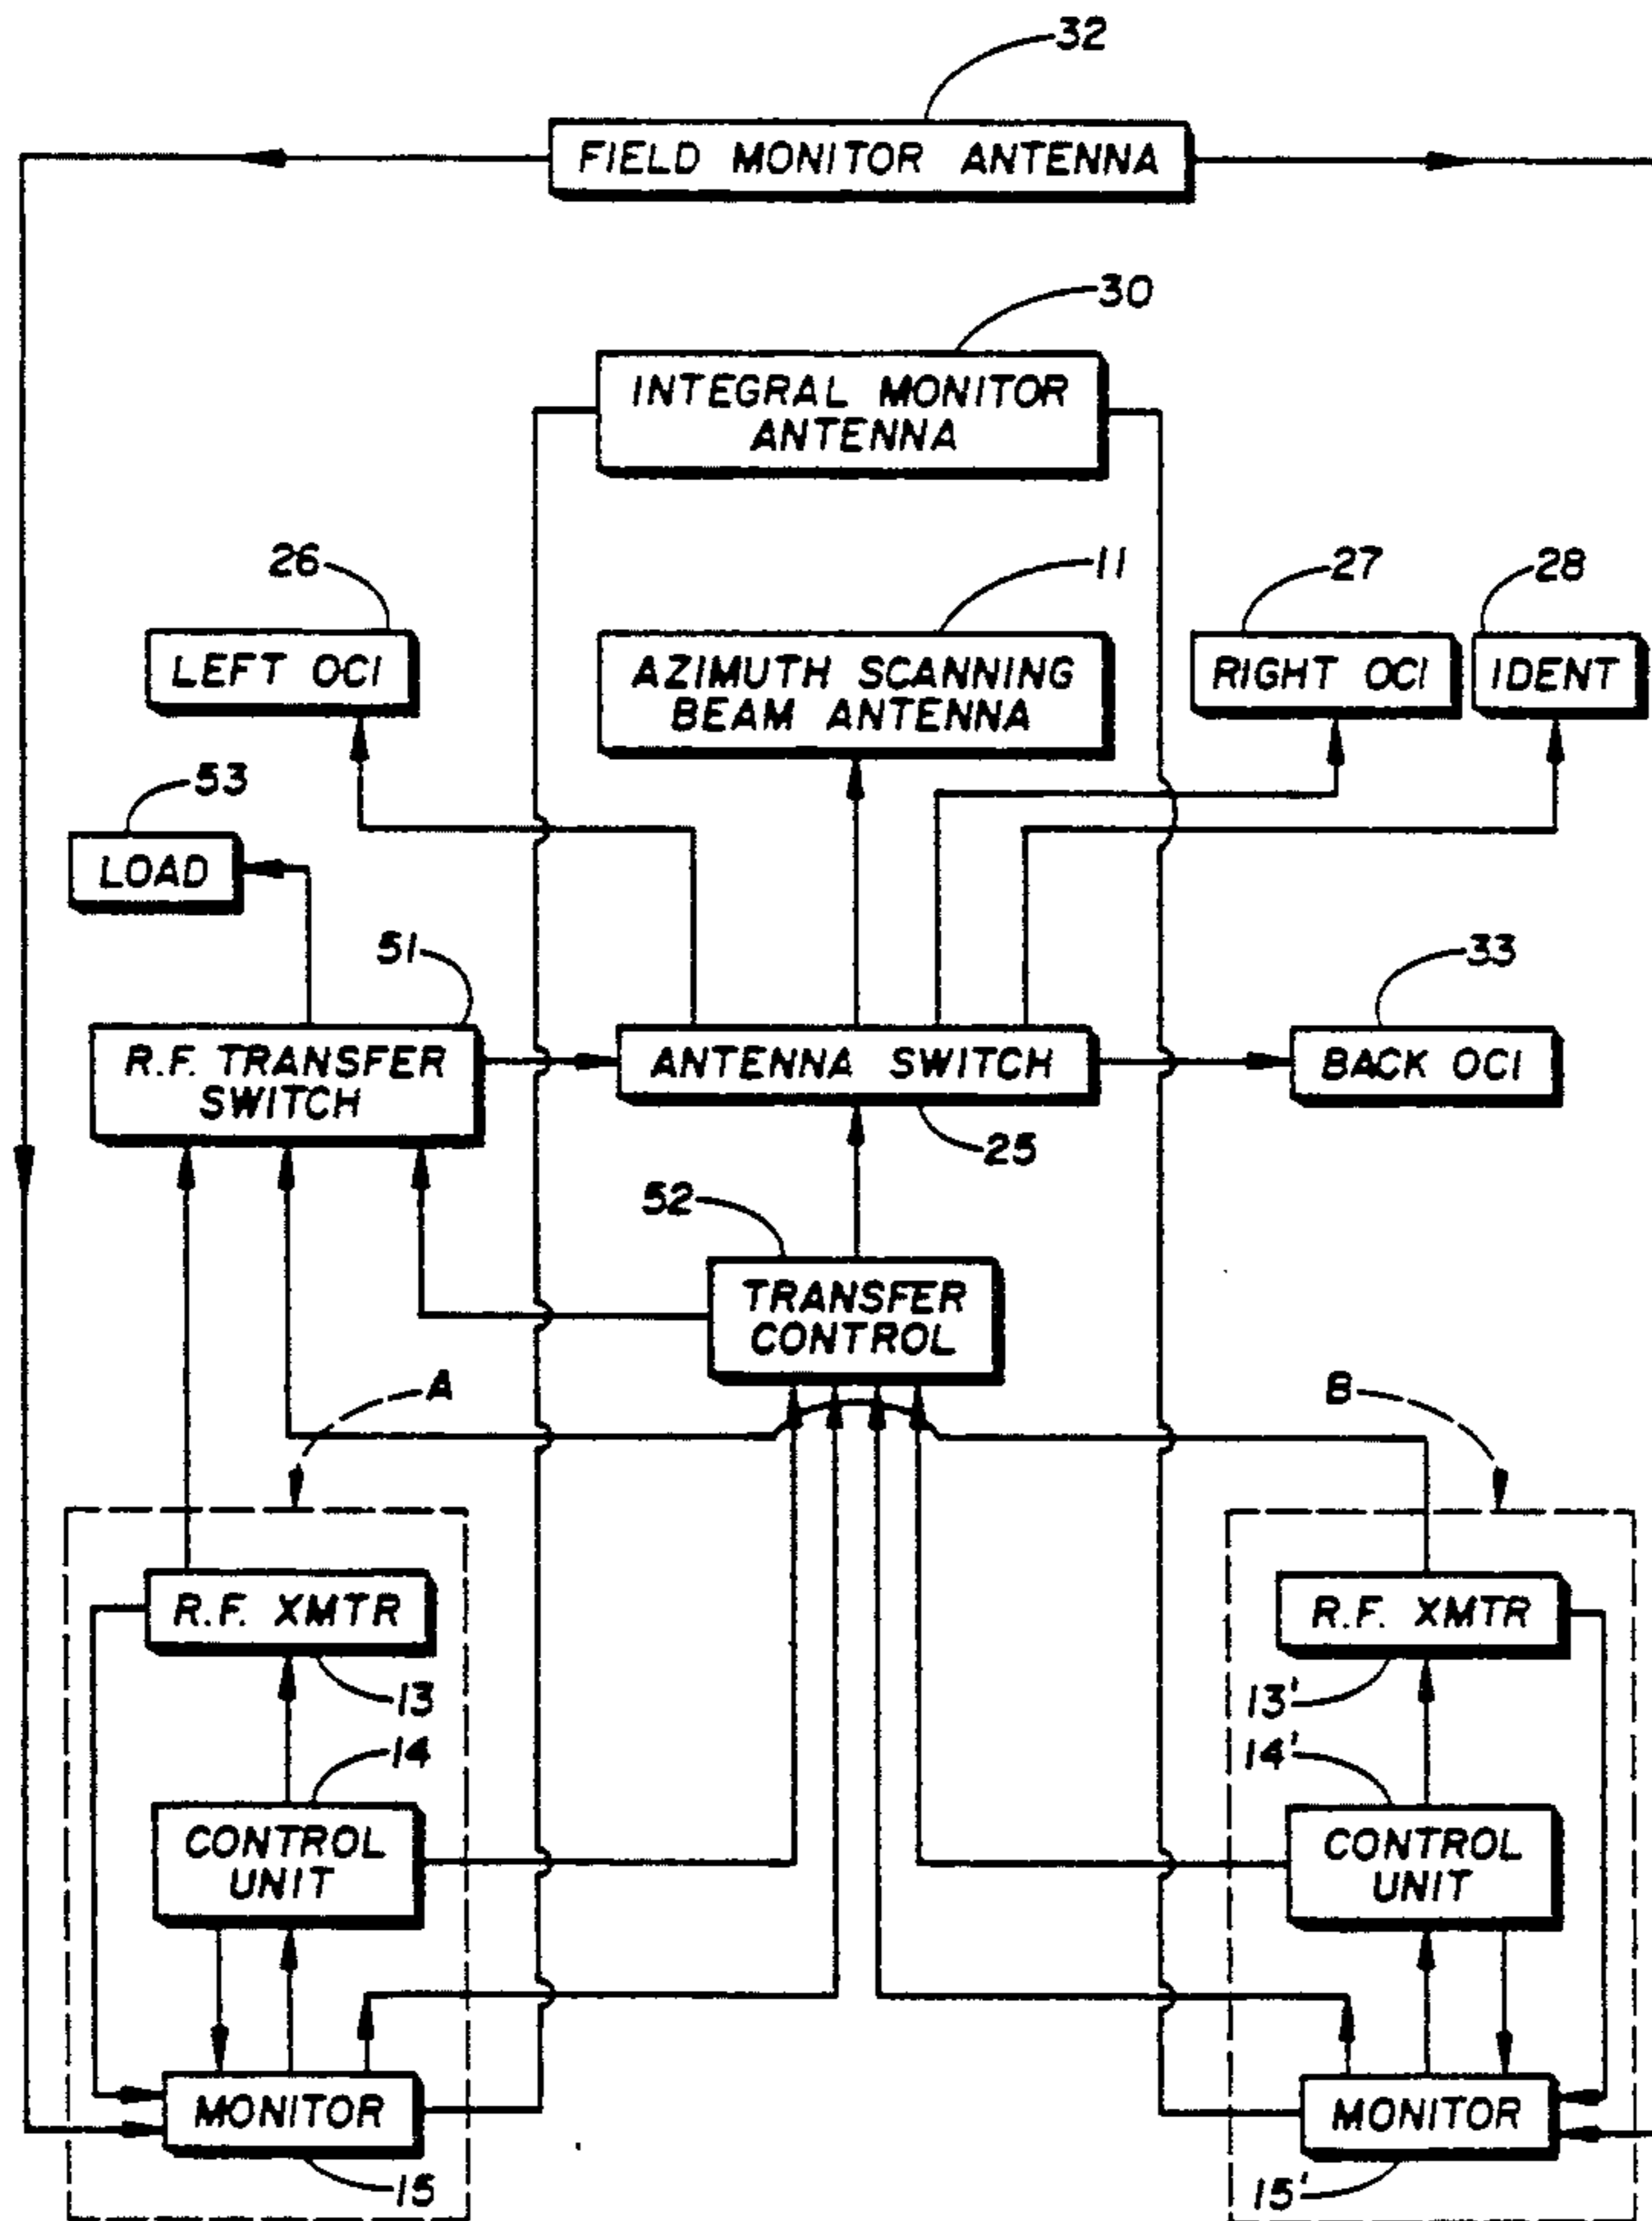 32
FIELD MONITOR ANTENNA
30
INTEGRAL MONITOR
ANTENNA
26
11
27
28
LEFT OCI
AZIMUTH SCANNING
BEAM ANTENNA
RIGHT OCI
IDENT
53
LOAD
51
33
R.F. TRANSFER
SWITCH
ANTENNA SWITCH
BACK OCI
25
52
TRANSFER
CONTROL
A
B
R.F. XMTR
R.F. XMTR
13
13'
14
14'
CONTROL
UNIT
CONTROL
UNIT
MONITOR
MONITOR
15
15'